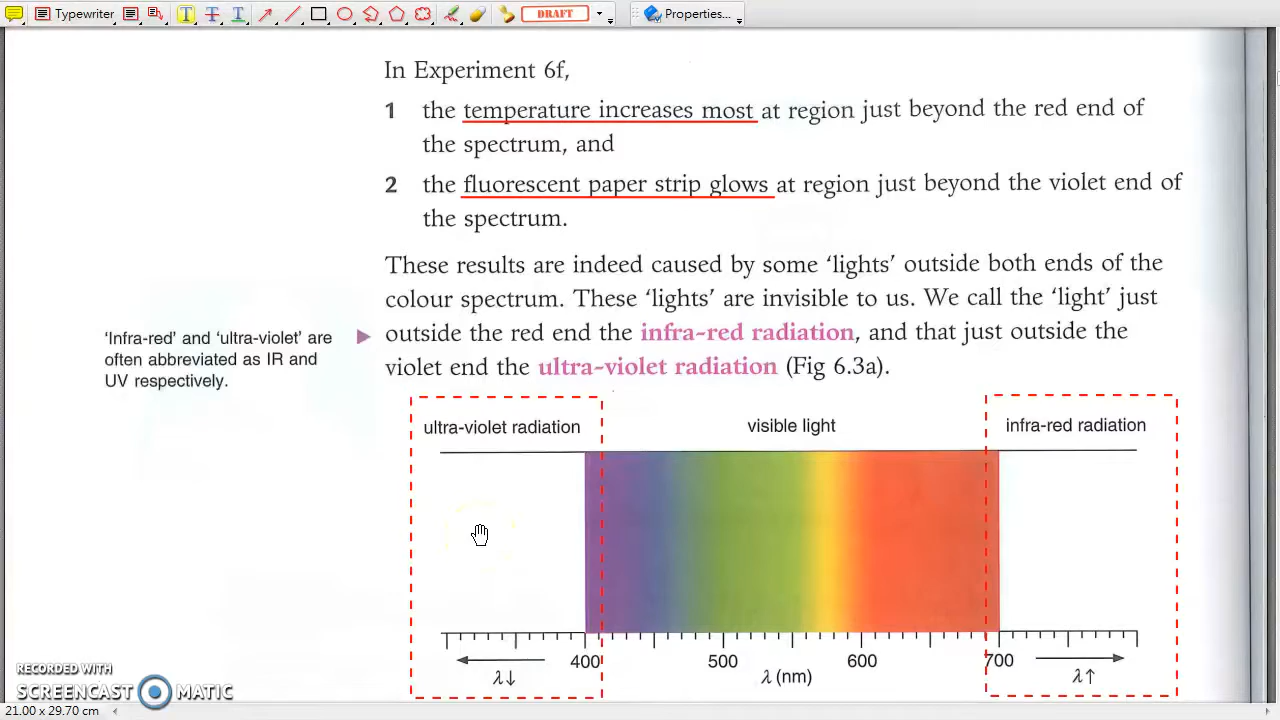 Typewriter
DRAFT
Properties...
In Experiment 6f,
1 the temperature increases most at region just beyond the red end of
the spectrum, and
2 the fluorescent paper strip glows at region just beyond the violet end of
the spectrum.
These results are indeed caused by some ‘lights’ outside both ends of the
colour spectrum. These ‘lights’ are invisible to us. We call the ‘light’ just
outside the red end the infra-red radiation, and that just outside the
violet end the ultra-violet radiation (Fig 6.3a).
‘Infra-red’ and ‘ultra-violet’ are
often abbreviated as IR and
UV respectively.
ultra-violet radiation visible light infra-red radiation
400 500 600 700
λ↓ λ (nm) λ↑
RECORDED WITH
SCREENCAST MATIC
21.00 x 29.70 cm